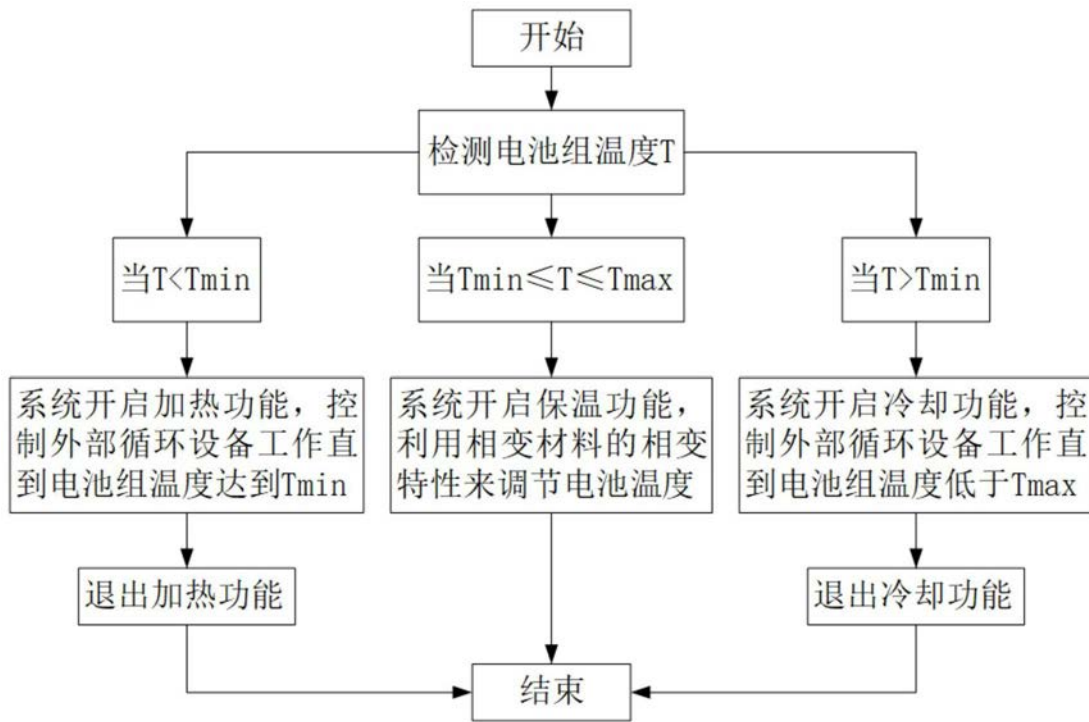 开始
检测电池组温度T
当T<Tmin
当Tmin≤T≤Tmax
当T>Tmin
系统开启加热功能，控
制外部循环设备工作直
到电池组温度达到Tmin
系统开启保温功能，
利用相变材料的相变
特性来调节电池温度
系统开启冷却功能，控
制外部循环设备工作直
到电池组温度低于Tmax
退出加热功能
退出冷却功能
结束